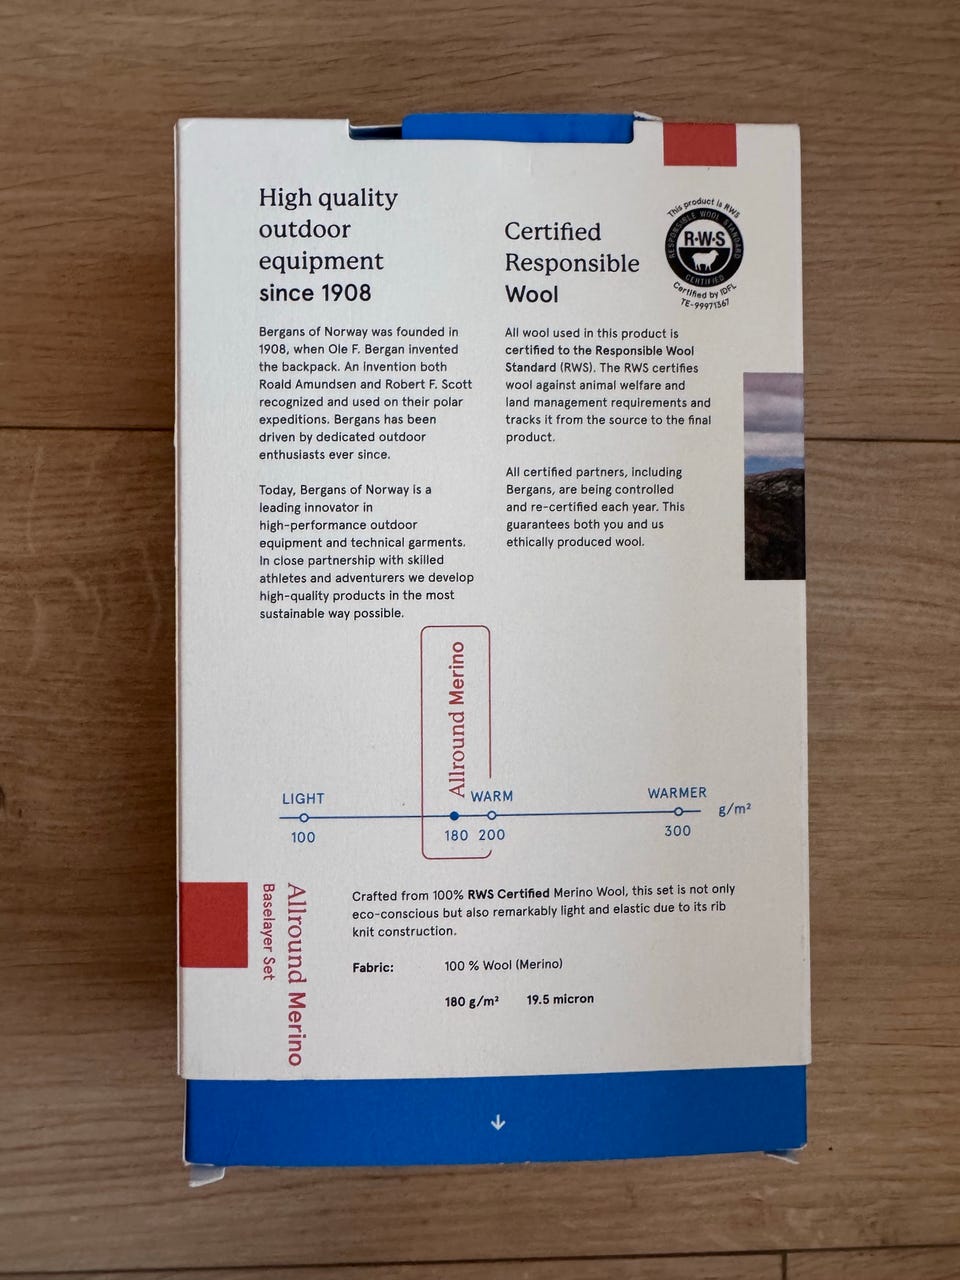 High quality
outdoor
equipment
since 1908
Bergans of Norway was founded in
1908, when Ole F. Bergan invented
the backpack. An invention both
Roald Amundsen and Robert F. Scott
recognized and used on their polar
expeditions. Bergans has been
driven by dedicated outdoor
enthusiasts ever since.
Today, Bergans of Norway is a
leading innovator in
high-performance outdoor
equipment and technical garments.
In close partnership with skilled
athletes and adventurers we develop
high-quality products in the most
sustainable way possible.
Certified
Responsible
Wool
This product is RWS
RESPONSIBLE WOOL STANDARD
R·W·S
CERTIFIED
Certified by IDFL
TE-99971367
All wool used in this product is
certified to the Responsible Wool
Standard (RWS). The RWS certifies
wool against animal welfare and
land management requirements and
tracks it from the source to the final
product.
All certified partners, including
Bergans, are being controlled
and re-certified each year. This
guarantees both you and us
ethically produced wool.
Allround Merino
LIGHT WARM WARMER
g/m²
100 180 200 300
Allround Merino
Baselayer Set
Crafted from 100% RWS Certified Merino Wool, this set is not only
eco-conscious but also remarkably light and elastic due to its rib
knit construction.
Fabric: 100 % Wool (Merino)
180 g/m² 19.5 micron